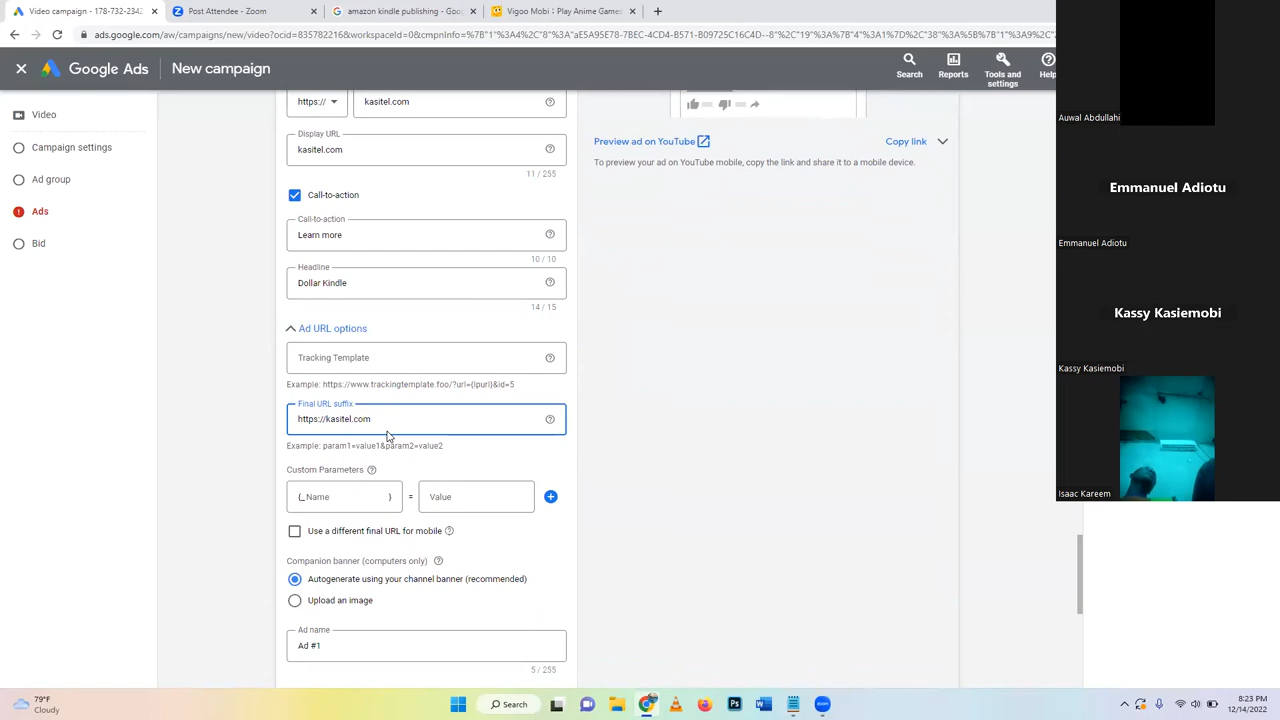 Video campaign - 178-732-2342
Post Attendee - Zoom
amazon kindle publishing - Goog
Vigoo Mobi : Play Anime Games
ads.google.com/aw/campaigns/new/video?ocid=835782216&workspaceId=0&cmpnInfo=%7B"1"%3A4%2C"8"%3A"aE5A95E78-7BEC-4CD4-B571-B09725C16C4D--8"%2C"19"%3A%7B"4"%3A1%7D%2C"38"%3A%5B%7B"1"%3A9%2C"
Google Ads
New campaign
Search
Reports
Tools and
settings
Help
Video
Campaign settings
Ad group
Ads
Bid
https://
kasitel.com
Display URL
kasitel.com
11 / 255
Call-to-action
Call-to-action
Learn more
10 / 10
Headline
Dollar Kindle
14 / 15
Ad URL options
Tracking Template
Example: https://www.trackingtemplate.foo/?url={lpurl}&id=5
Final URL suffix
https://kasitel.com
Example: param1=value1&param2=value2
Custom Parameters
{_ Name }
=
Value
Use a different final URL for mobile
Companion banner (computers only)
Autogenerate using your channel banner (recommended)
Upload an image
Ad name
Ad #1
5 / 255
Preview ad on YouTube
Copy link
To preview your ad on YouTube mobile, copy the link and share it to a mobile device.
Auwal Abdullahi
Emmanuel Adiotu
Emmanuel Adiotu
Kassy Kasiemobi
Kassy Kasiemobi
Isaac Kareem
79°F
Cloudy
Search
8:23 PM
12/14/2022